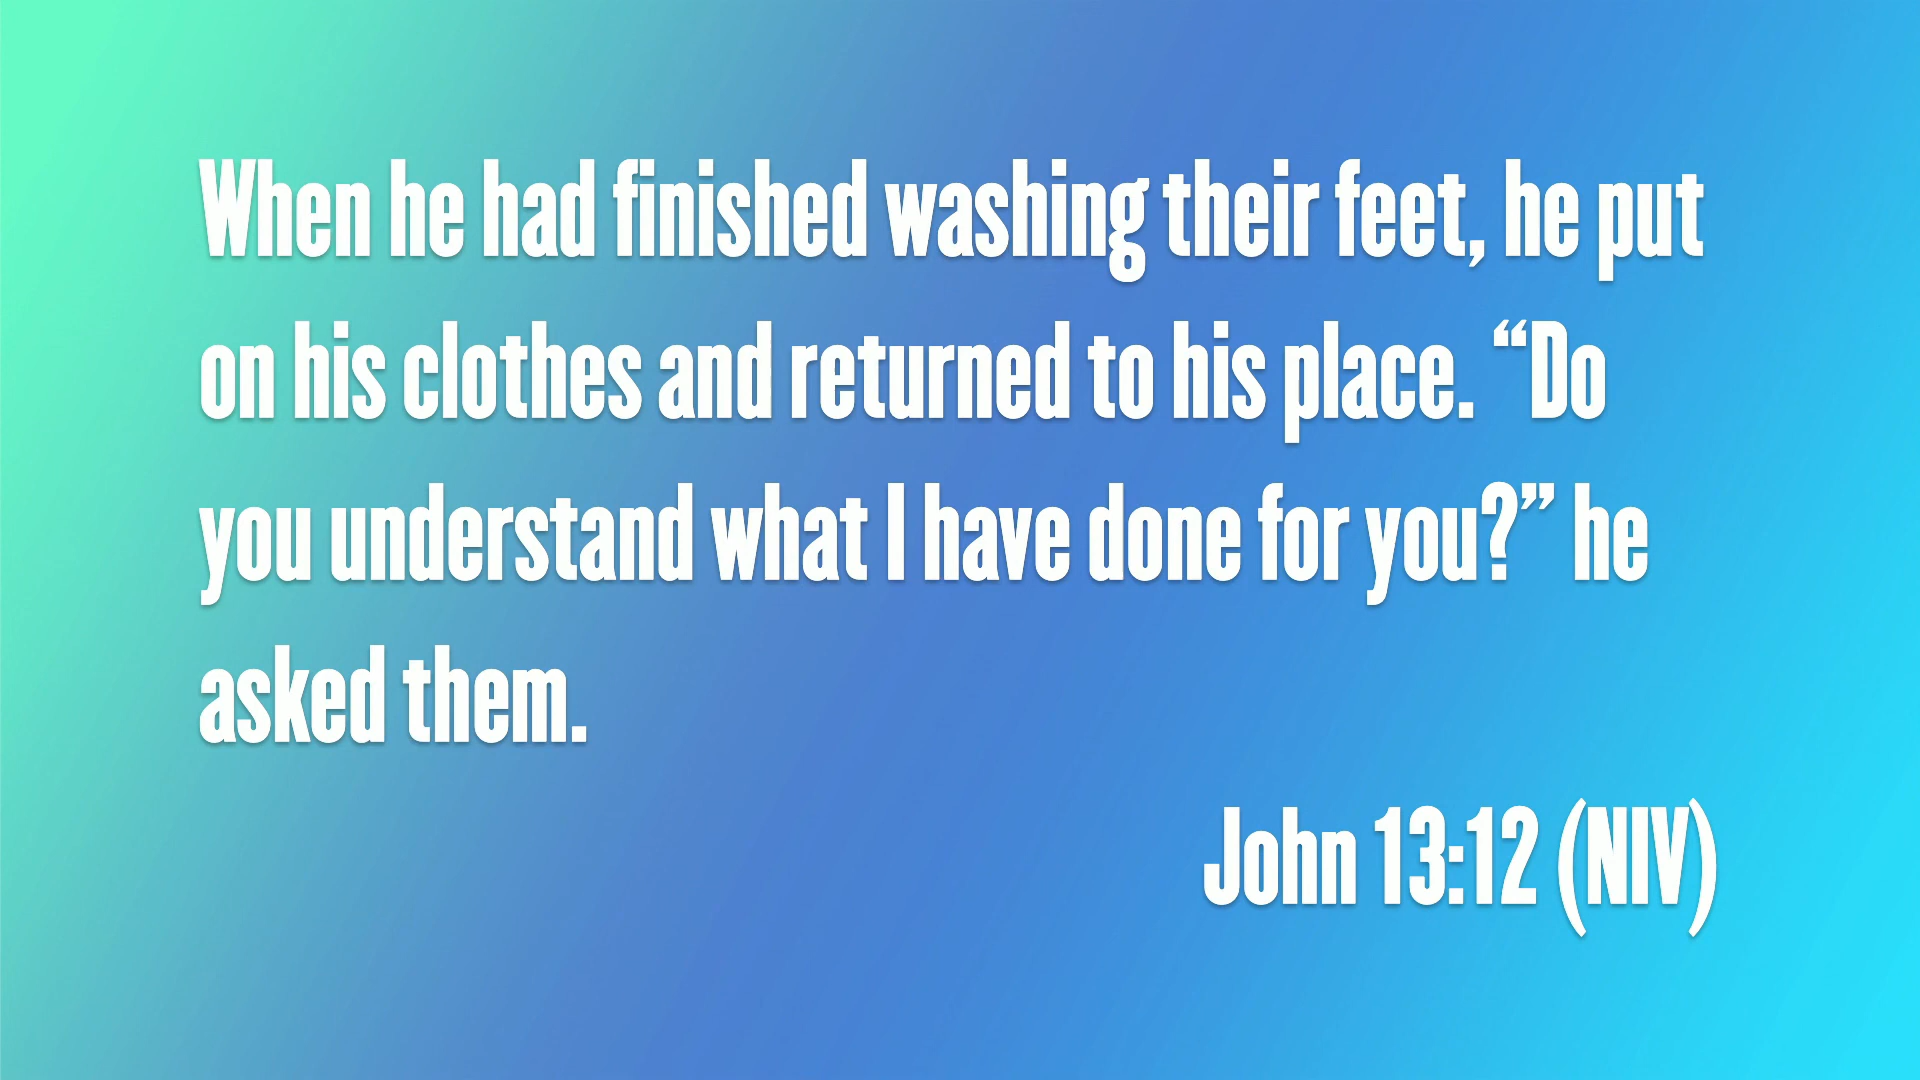 When he had finished washing their feet, he put
on his clothes and returned to his place. “Do
you understand what I have done for you?” he
asked them.
John 13:12 (NIV)